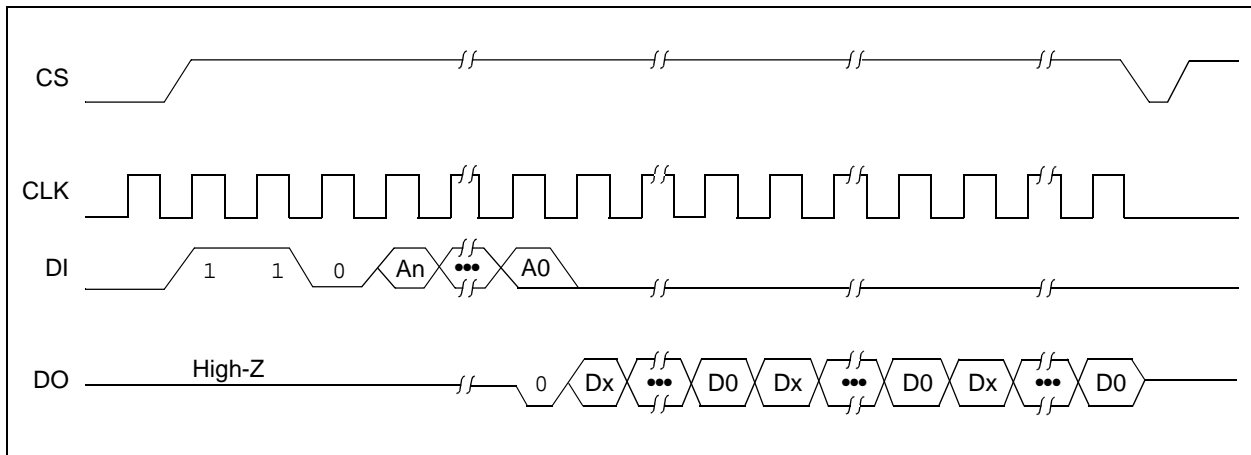 CS
CLK
DI 1 1 0 An ••• A0
High-Z
DO 0 Dx ••• D0 Dx ••• D0 Dx ••• D0